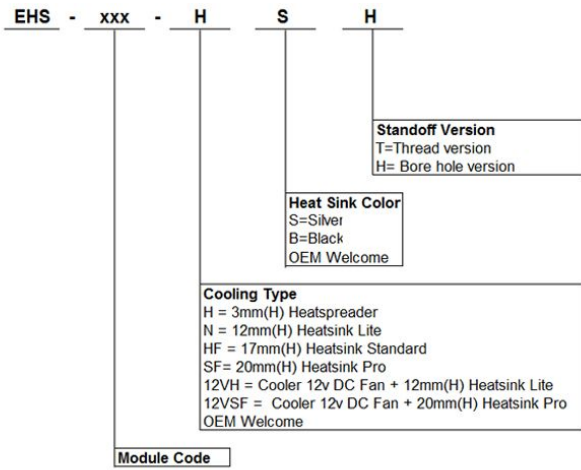 EHS - xxx - H S H
Standoff Version
T=Thread version
H= Bore hole version
Heat Sink Color
S=Silver
B=Black
OEM Welcome
Cooling Type
H = 3mm(H) Heatspreader
N = 12mm(H) Heatsink Lite
HF = 17mm(H) Heatsink Standard
SF= 20mm(H) Heatsink Pro
12VH = Cooler 12v DC Fan + 12mm(H) Heatsink Lite
12VSF =  Cooler 12v DC Fan + 20mm(H) Heatsink Pro
OEM Welcome
Module Code